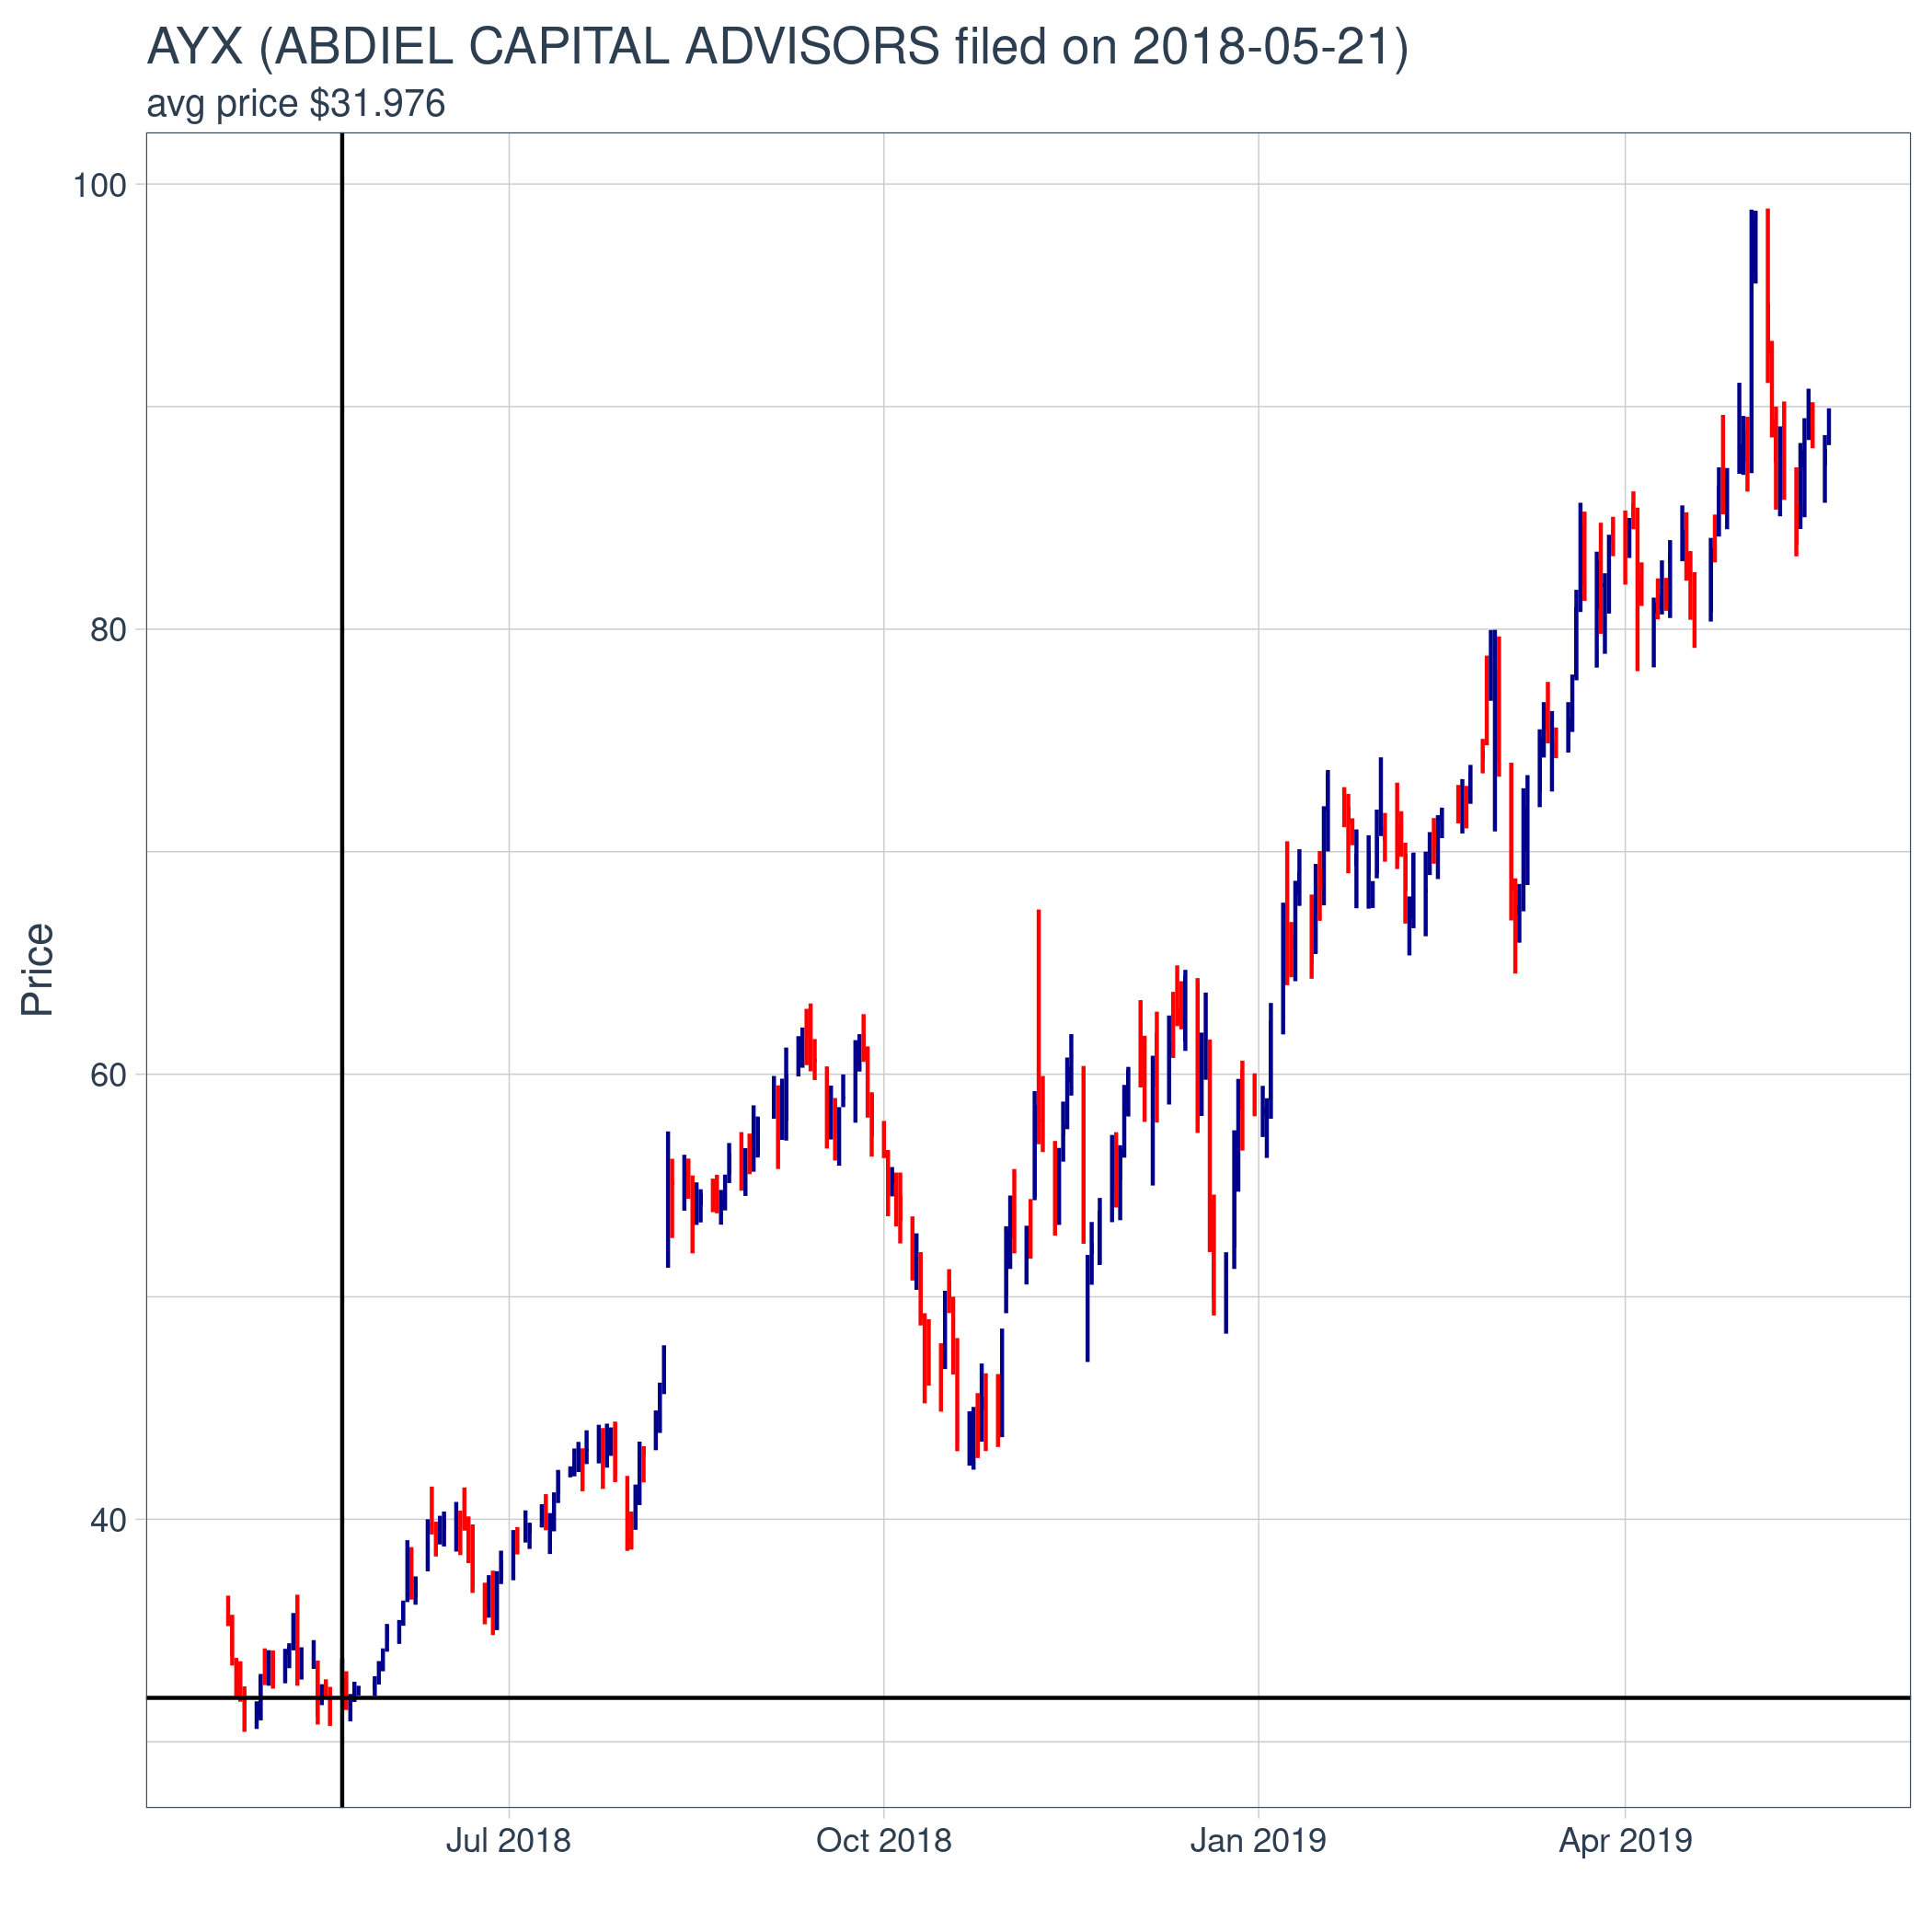 AYX (ABDIEL CAPITAL ADVISORS filed on 2018-05-21)
avg price $31.976
100
80
60
40
Price
Jul 2018
Oct 2018
Jan 2019
Apr 2019